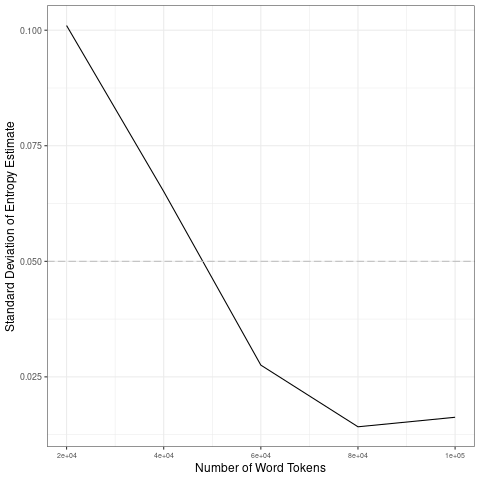 Standard Deviation of Entropy Estimate
0.100
0.075
0.050
0.025
2e+04 4e+04 6e+04 8e+04 1e+05
Number of Word Tokens